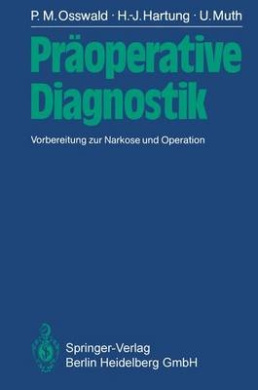 P. M. Osswald · H.-J. Hartung · U. Muth
Präoperative
Diagnostik
Vorbereitung zur Narkose und Operation
Springer-Verlag
Berlin Heidelberg GmbH